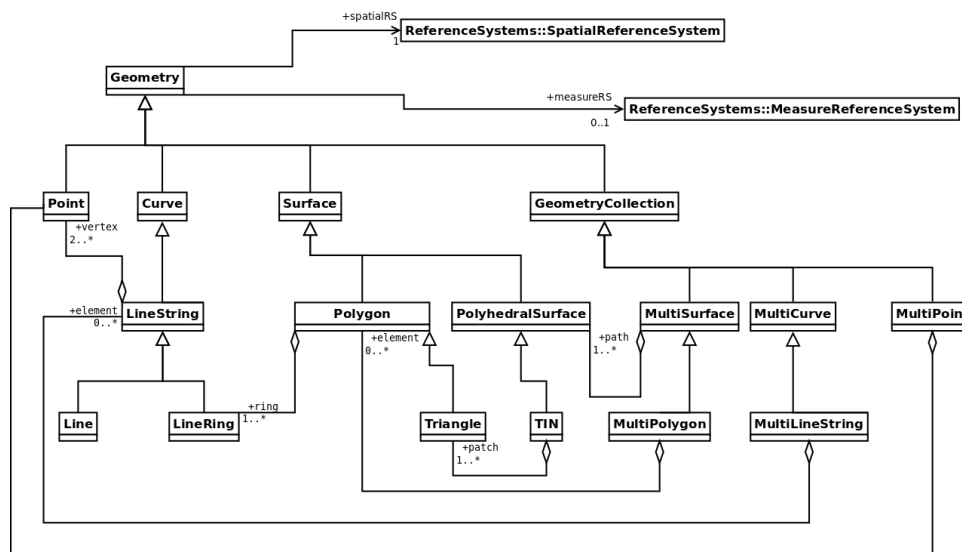 +spatialRS
1
ReferenceSystems::SpatialReferenceSystem
Geometry
+measureRS
0..1
ReferenceSystems::MeasureReferenceSystem
Point
Curve
Surface
GeometryCollection
+vertex
2..*
+element
0..*
LineString
Polygon
PolyhedralSurface
MultiSurface
MultiCurve
MultiPoin
+element
0..*
+path
1..*
+ring
1..*
Line
LineRing
Triangle
TIN
MultiPolygon
MultiLineString
+patch
1..*